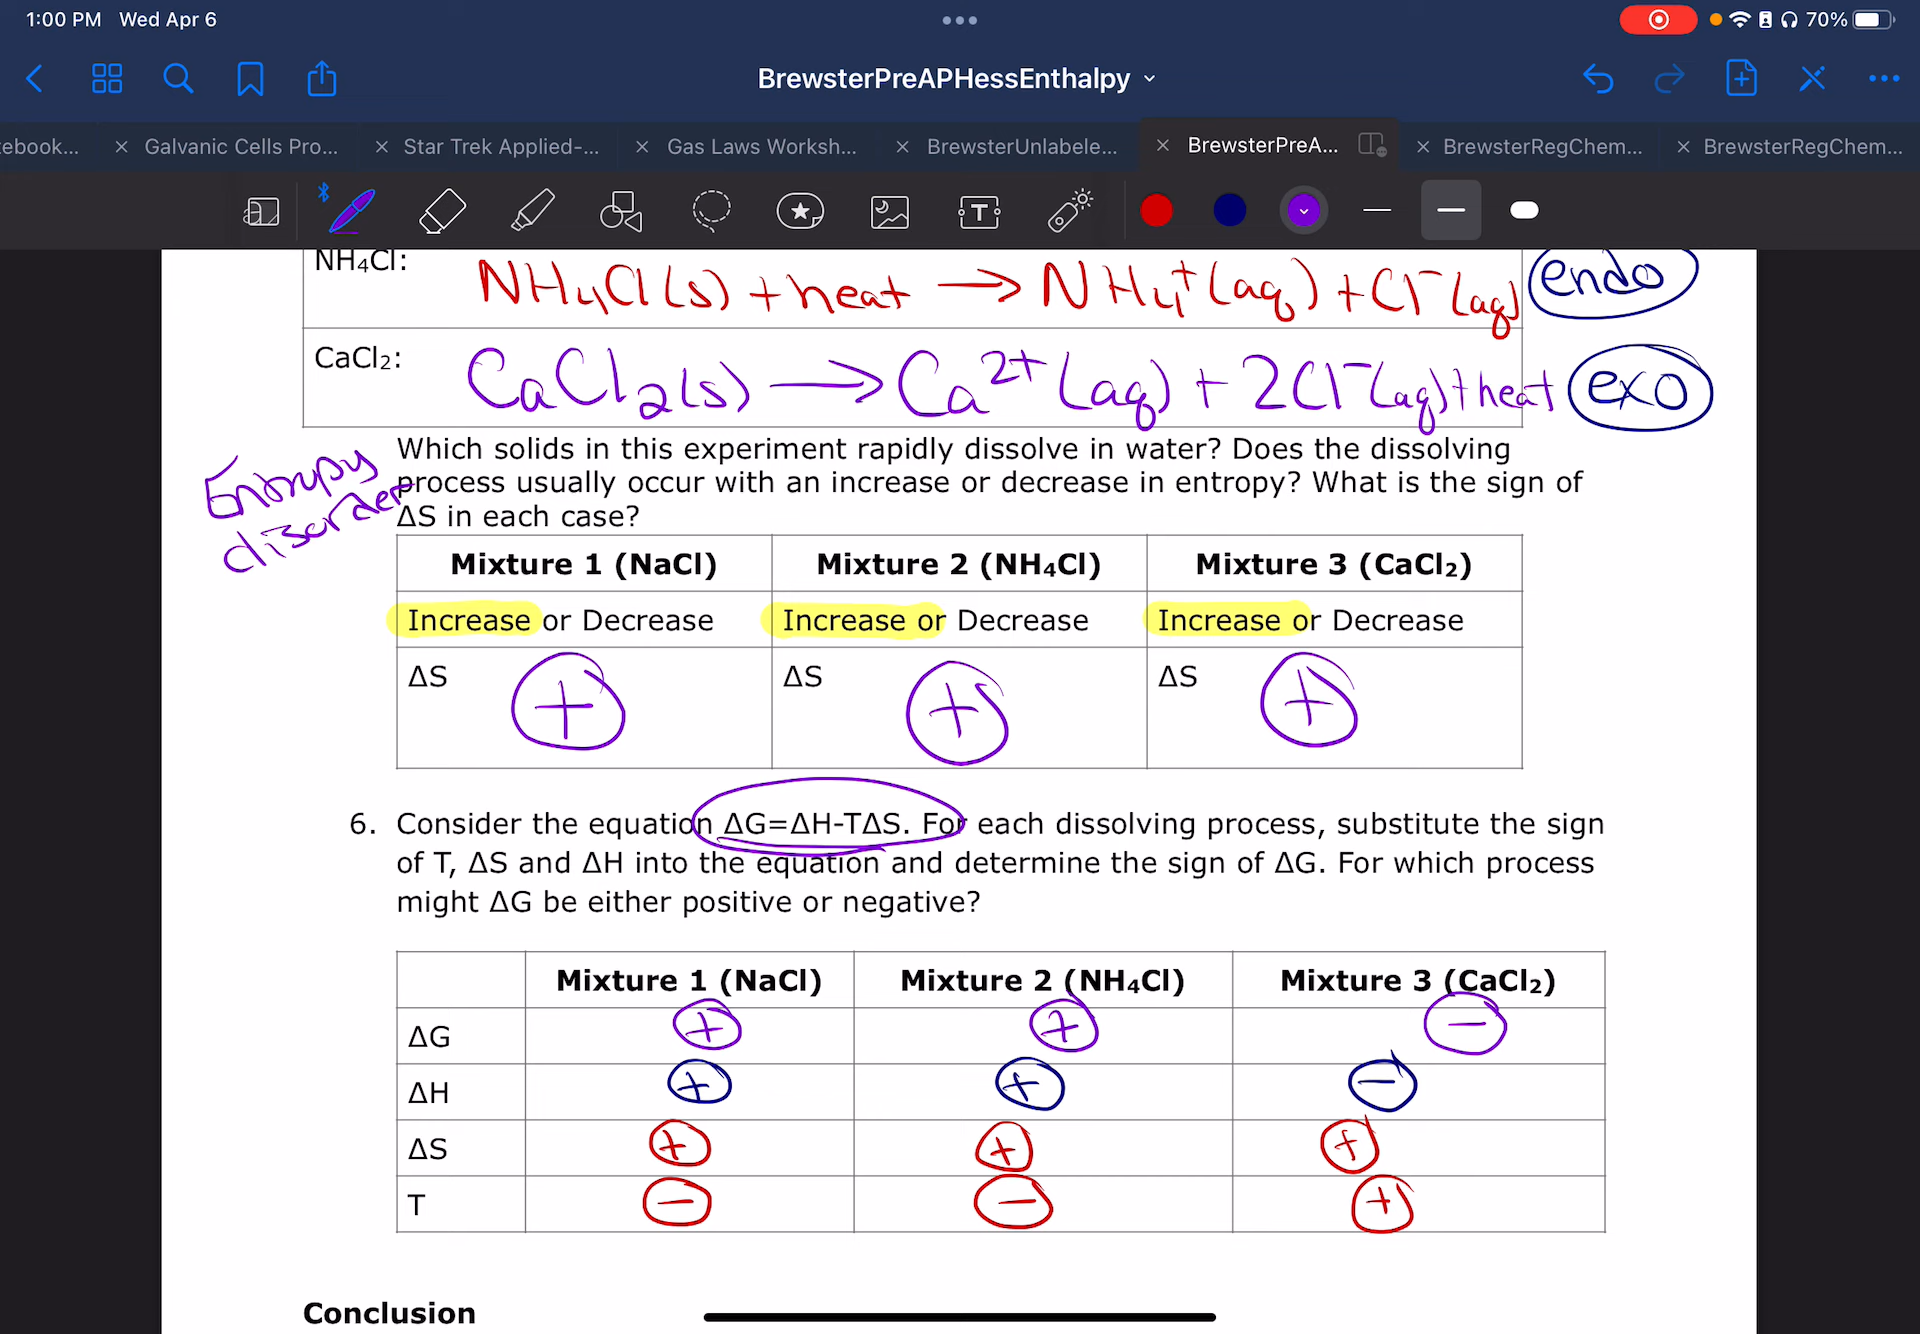 1:00 PM Wed Apr 6
70%
BrewsterPreAPHessEnthalpy
ebook...
Galvanic Cells Pro...
Star Trek Applied-...
Gas Laws Worksh...
BrewsterUnlabele...
BrewsterPreA...
BrewsterRegChem...
BrewsterRegChem...
NH₄Cl: NH₄Cl(s) + heat → NH₄⁺(aq) + Cl⁻(aq) endo
CaCl₂: CaCl₂(s) → Ca²⁺(aq) + 2Cl⁻(aq) + heat exo
Entropy
disorder
Which solids in this experiment rapidly dissolve in water? Does the dissolving
process usually occur with an increase or decrease in entropy? What is the sign of
ΔS in each case?
Mixture 1 (NaCl) Mixture 2 (NH₄Cl) Mixture 3 (CaCl₂)
Increase or Decrease Increase or Decrease Increase or Decrease
ΔS + ΔS + ΔS +
6. Consider the equation ΔG=ΔH-TΔS. For each dissolving process, substitute the sign
of T, ΔS and ΔH into the equation and determine the sign of ΔG. For which process
might ΔG be either positive or negative?
Mixture 1 (NaCl) Mixture 2 (NH₄Cl) Mixture 3 (CaCl₂)
ΔG + + −
ΔH + + −
ΔS + + +
T − − +
Conclusion